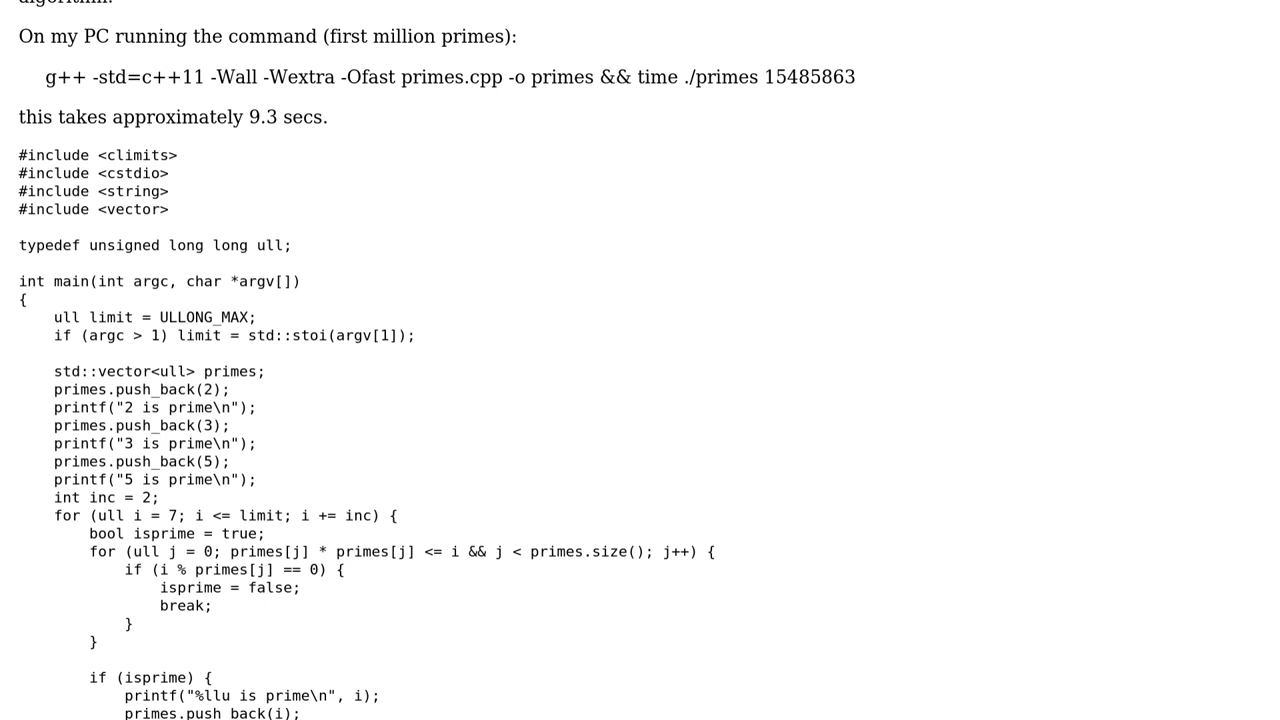 algorithm.
On my PC running the command (first million primes):
g++ -std=c++11 -Wall -Wextra -Ofast primes.cpp -o primes && time ./primes 15485863
this takes approximately 9.3 secs.
#include <climits>
#include <cstdio>
#include <string>
#include <vector>
typedef unsigned long long ull;
int main(int argc, char *argv[])
{
    ull limit = ULLONG_MAX;
    if (argc > 1) limit = std::stoi(argv[1]);
    std::vector<ull> primes;
    primes.push_back(2);
    printf("2 is prime\n");
    primes.push_back(3);
    printf("3 is prime\n");
    primes.push_back(5);
    printf("5 is prime\n");
    int inc = 2;
    for (ull i = 7; i <= limit; i += inc) {
        bool isprime = true;
        for (ull j = 0; primes[j] * primes[j] <= i && j < primes.size(); j++) {
            if (i % primes[j] == 0) {
                isprime = false;
                break;
            }
        }
        if (isprime) {
            printf("%llu is prime\n", i);
            primes.push_back(i);